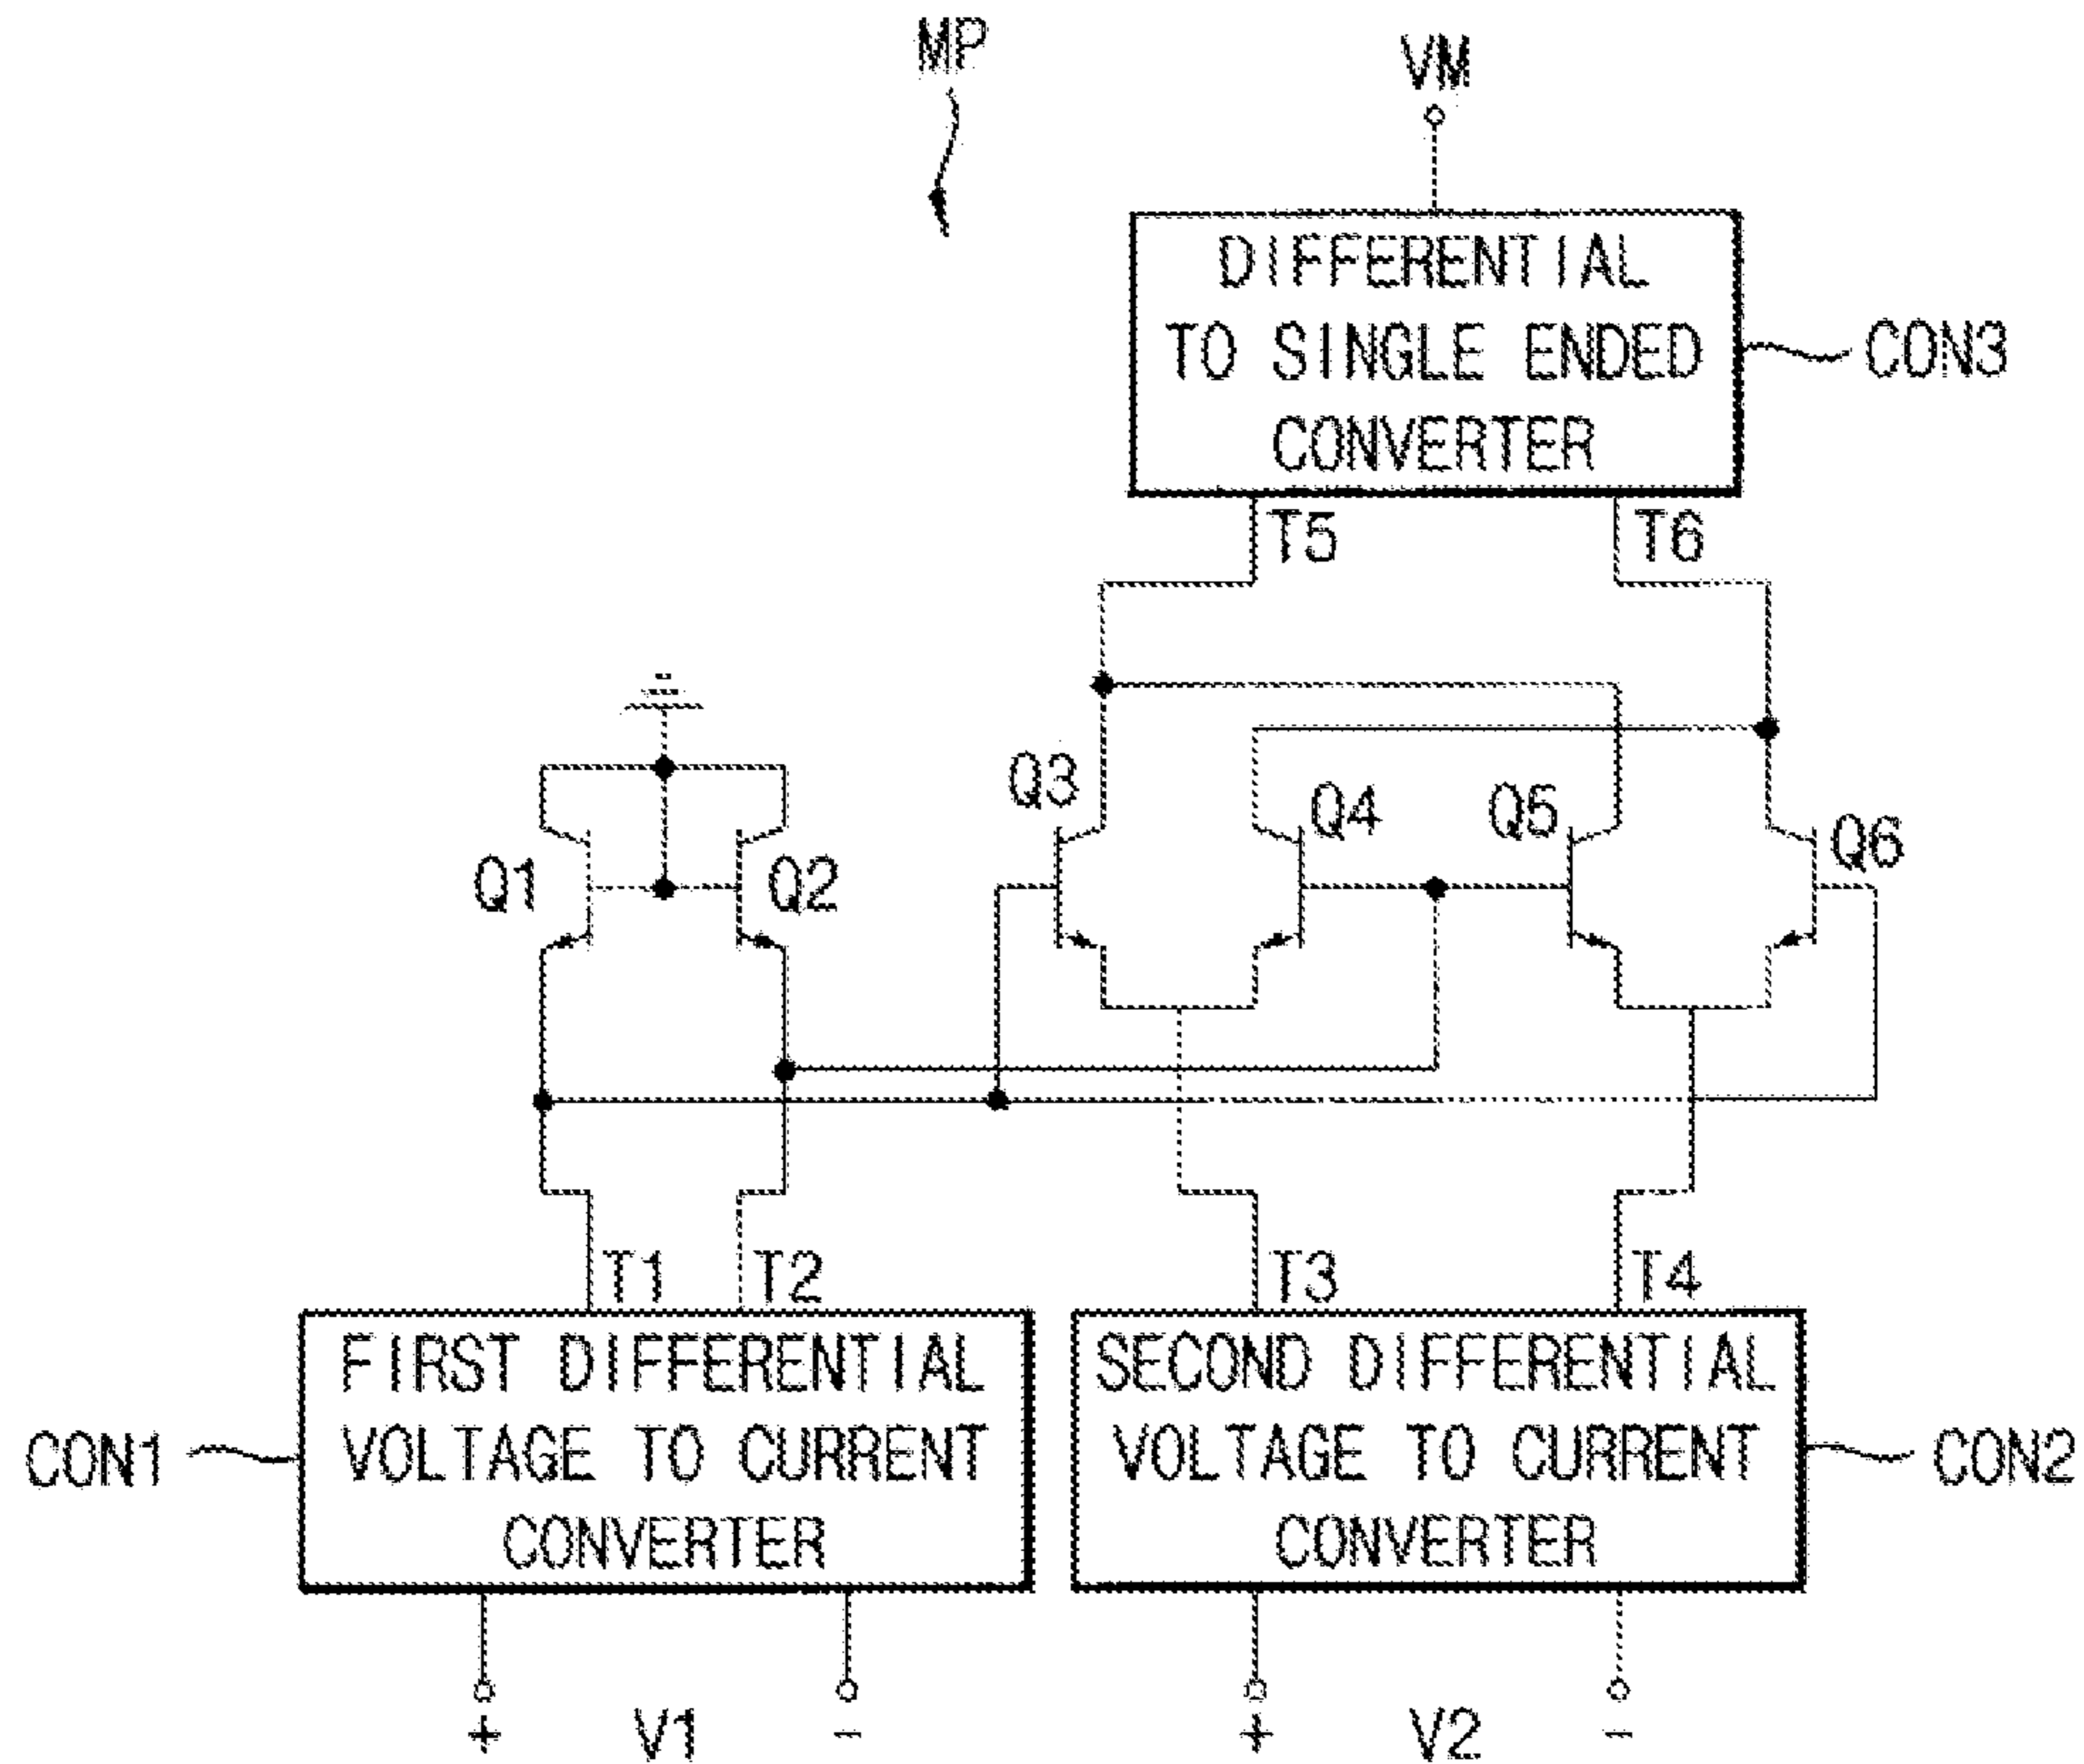 MP
VM
DIFFERENTIAL
TO SINGLE ENDED
CONVERTER
CON3
T5
T6
Q3
Q4
Q5
Q6
Q1
Q2
T1
T2
T3
T4
FIRST DIFFERENTIAL
VOLTAGE TO CURRENT
CONVERTER
CON1
SECOND DIFFERENTIAL
VOLTAGE TO CURRENT
CONVERTER
CON2
+ V1 -
+ V2 -